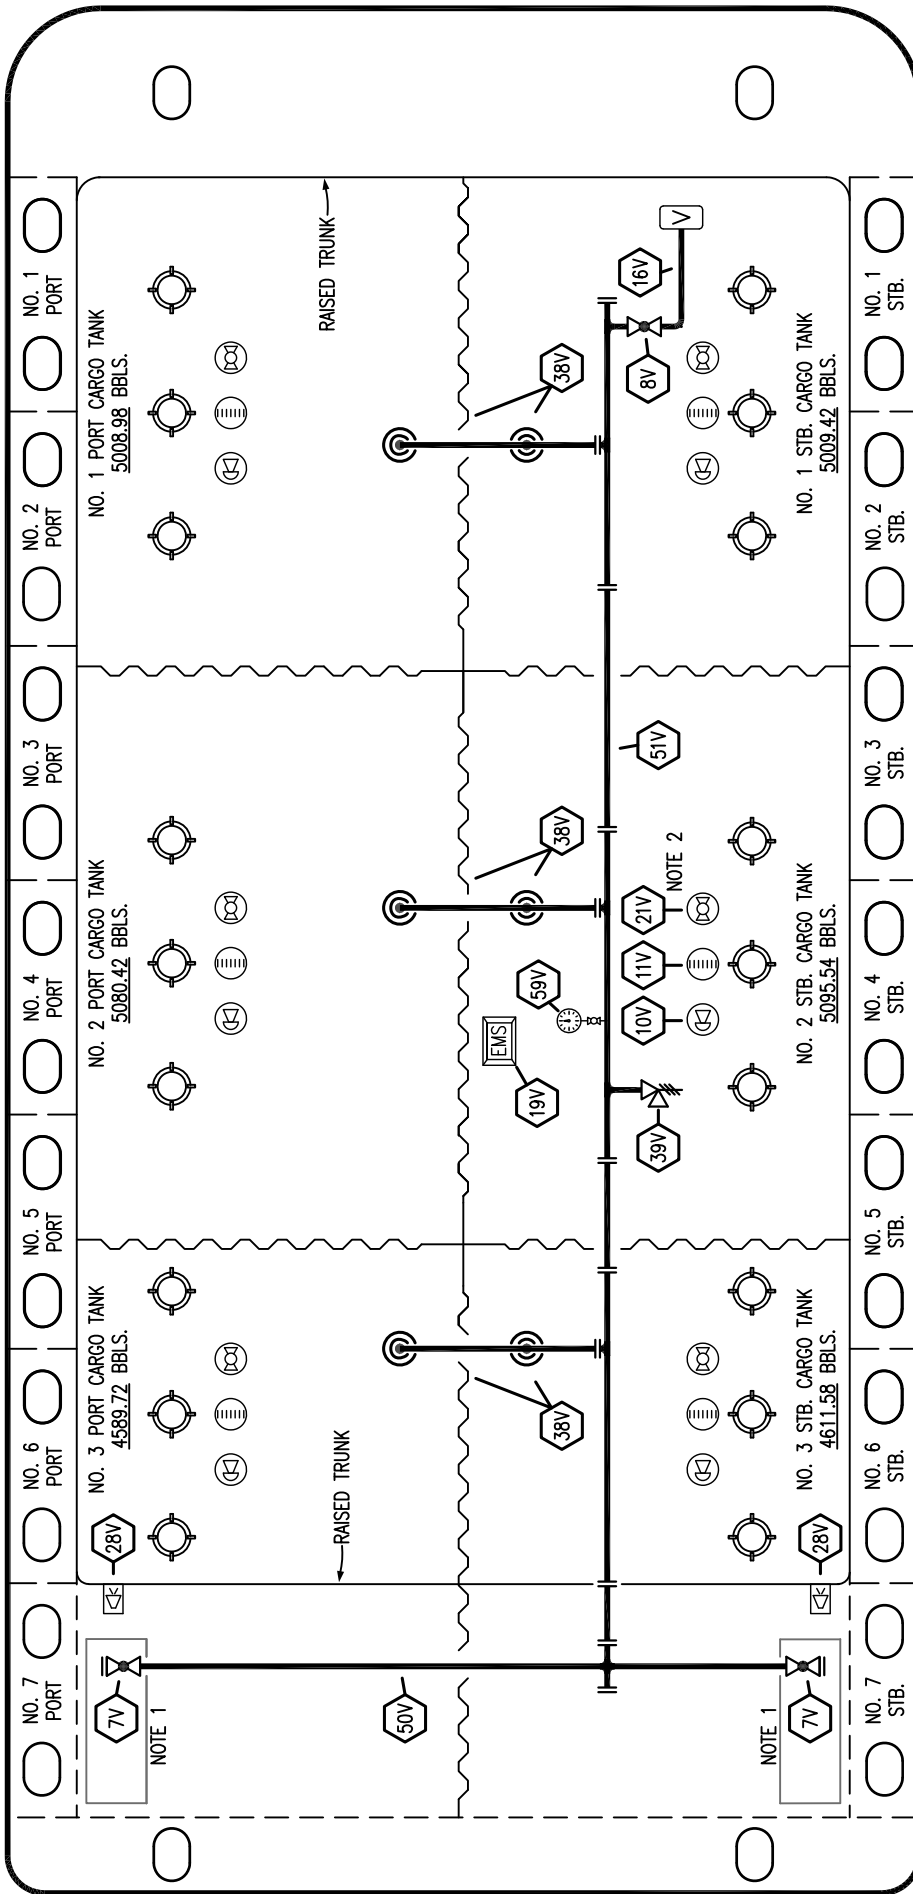 NO. 1
PORT
NO. 2
PORT
NO. 3
PORT
NO. 4
PORT
NO. 5
PORT
NO. 6
PORT
NO. 7
PORT
NO. 1 PORT CARGO TANK
5008.98 BBLS.
NO. 2 PORT CARGO TANK
5080.42 BBLS.
NO. 3 PORT CARGO TANK
4589.72 BBLS.
RAISED TRUNK
RAISED TRUNK
28V
7V
NOTE 1
50V
38V
38V
38V
EMS
19V
59V
16V
V
8V
51V
21V
NOTE 2
11V
10V
39V
NO. 1 STB. CARGO TANK
5009.42 BBLS.
NO. 2 STB. CARGO TANK
5095.54 BBLS.
NO. 3 STB. CARGO TANK
4611.58 BBLS.
28V
7V
NOTE 1
NO. 1
STB.
NO. 2
STB.
NO. 3
STB.
NO. 4
STB.
NO. 5
STB.
NO. 6
STB.
NO. 7
STB.